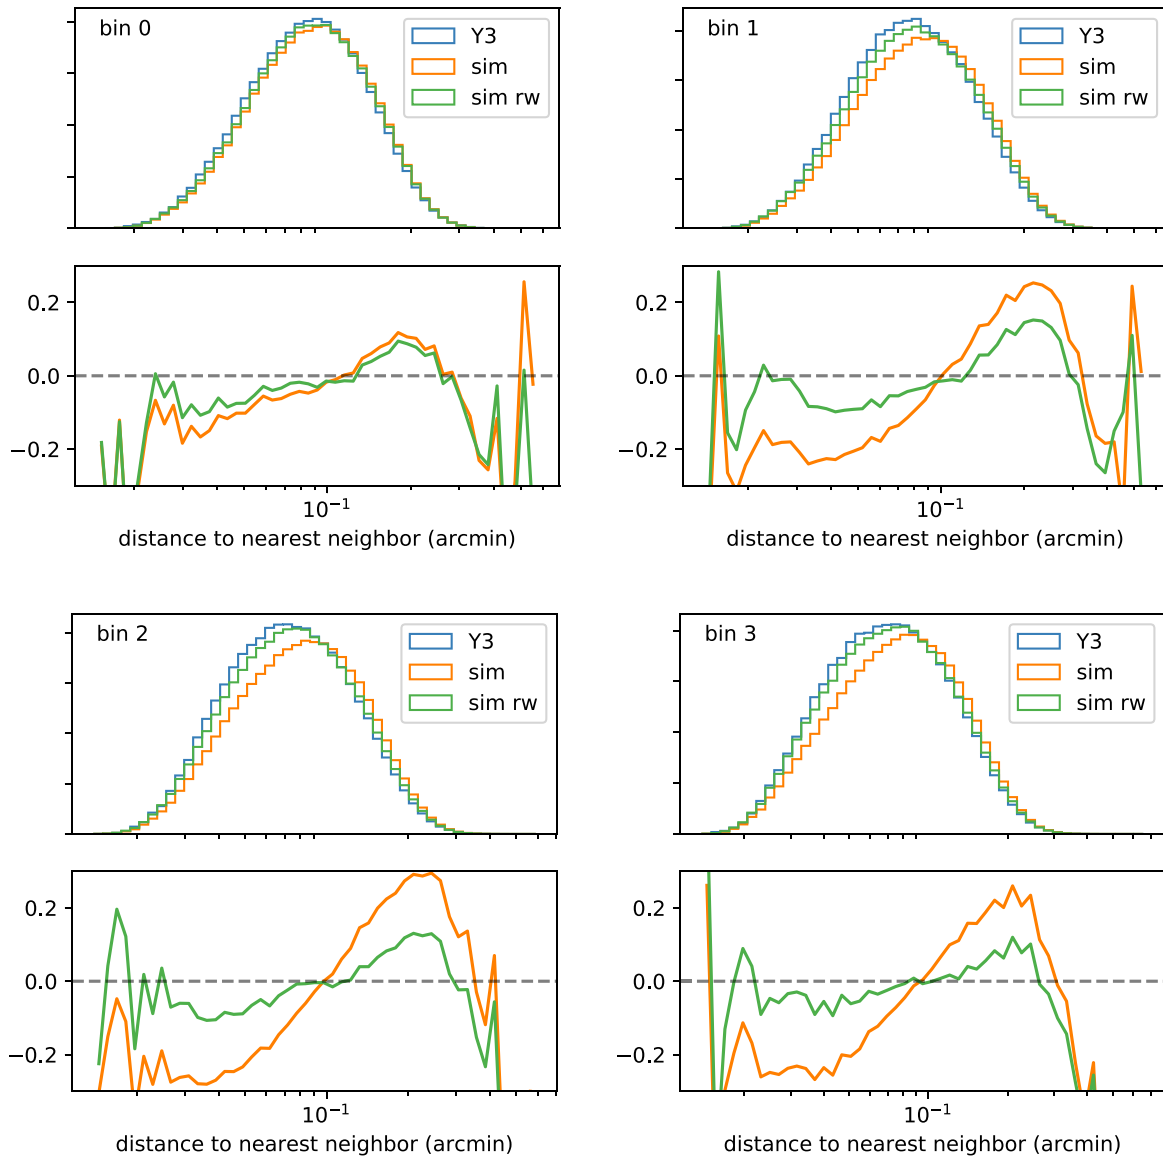 bin 0
Y3
sim
sim rw
bin 1
Y3
sim
sim rw
0.2
0.0
−0.2
10⁻¹
distance to nearest neighbor (arcmin)
0.2
0.0
−0.2
10⁻¹
distance to nearest neighbor (arcmin)
bin 2
Y3
sim
sim rw
bin 3
Y3
sim
sim rw
0.2
0.0
−0.2
10⁻¹
distance to nearest neighbor (arcmin)
0.2
0.0
−0.2
10⁻¹
distance to nearest neighbor (arcmin)